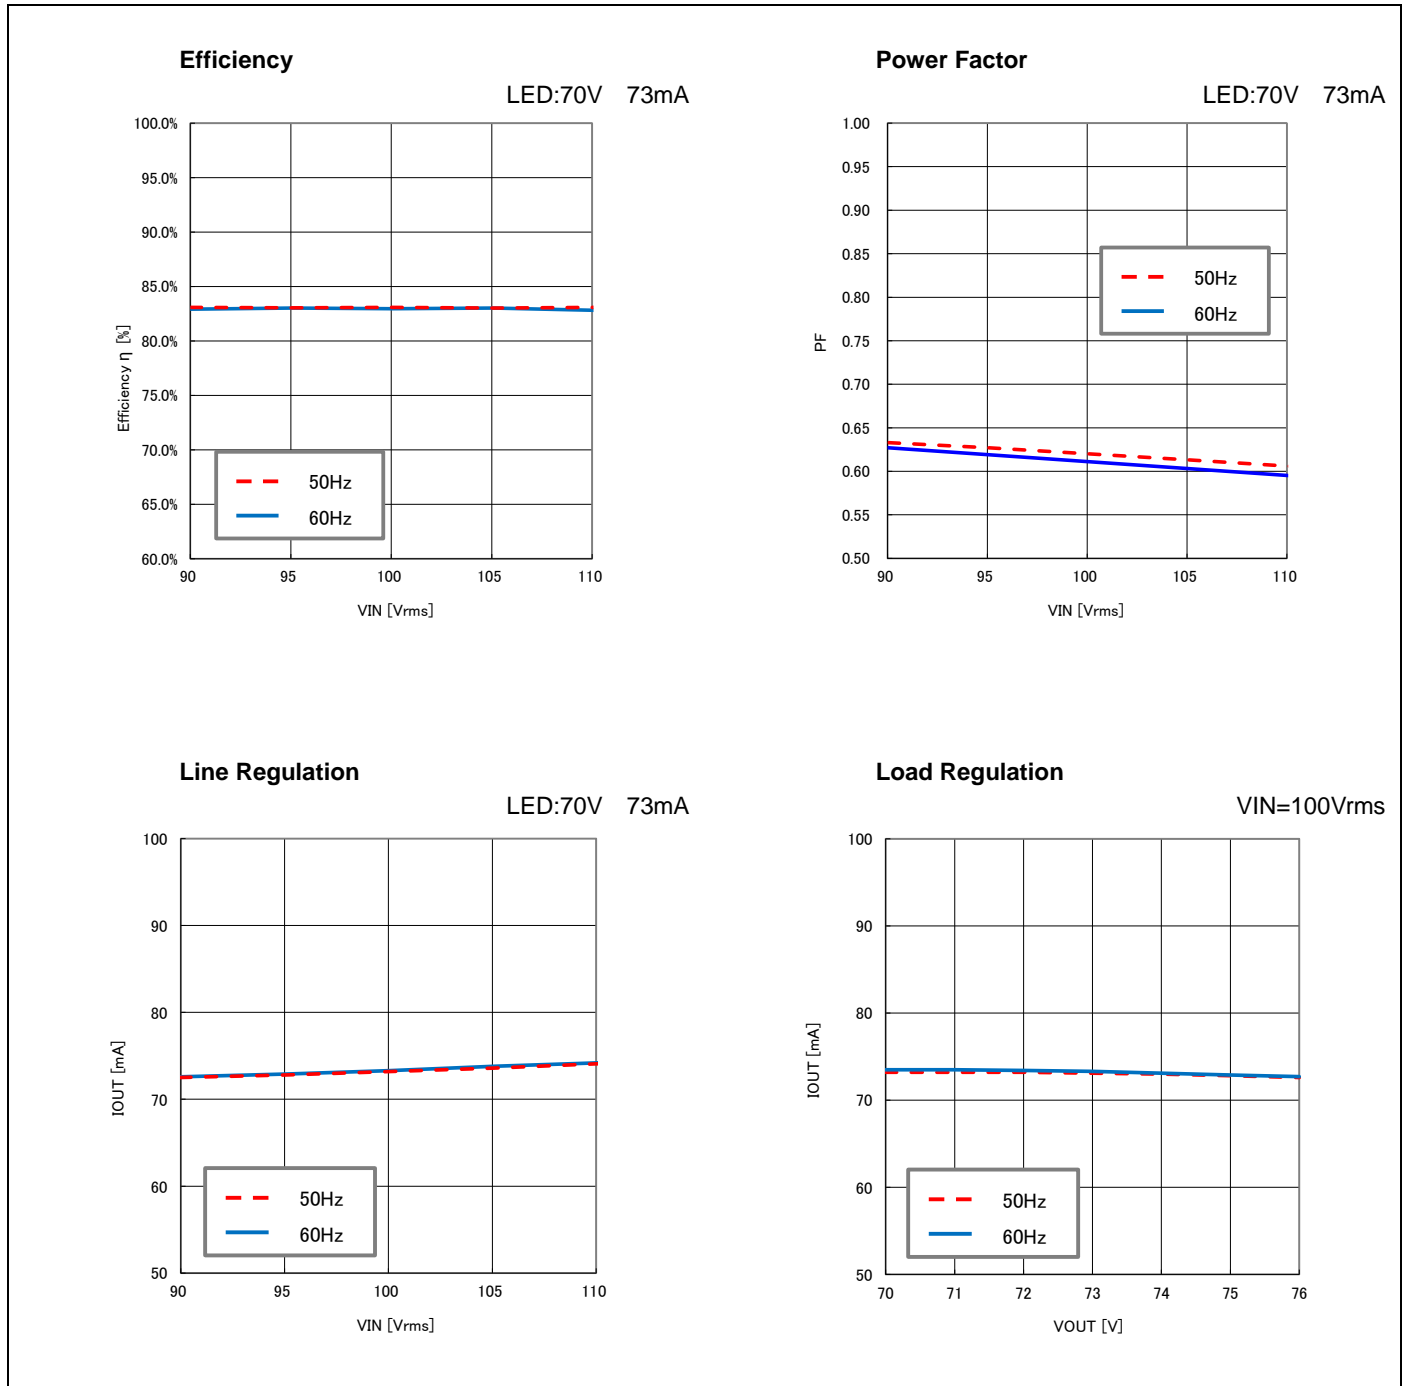 Efficiency
LED:70V 73mA
100.0%
95.0%
90.0%
85.0%
80.0%
75.0%
70.0%
65.0%
60.0%
Efficiency η [%]
50Hz
60Hz
90 95 100 105 110
VIN [Vrms]
Power Factor
LED:70V 73mA
1.00
0.95
0.90
0.85
0.80
0.75
0.70
0.65
0.60
0.55
0.50
PF
50Hz
60Hz
90 95 100 105 110
VIN [Vrms]
Line Regulation
LED:70V 73mA
100
90
80
70
60
50
IOUT [mA]
50Hz
60Hz
90 95 100 105 110
VIN [Vrms]
Load Regulation
VIN=100Vrms
100
90
80
70
60
50
IOUT [mA]
50Hz
60Hz
70 71 72 73 74 75 76
VOUT [V]